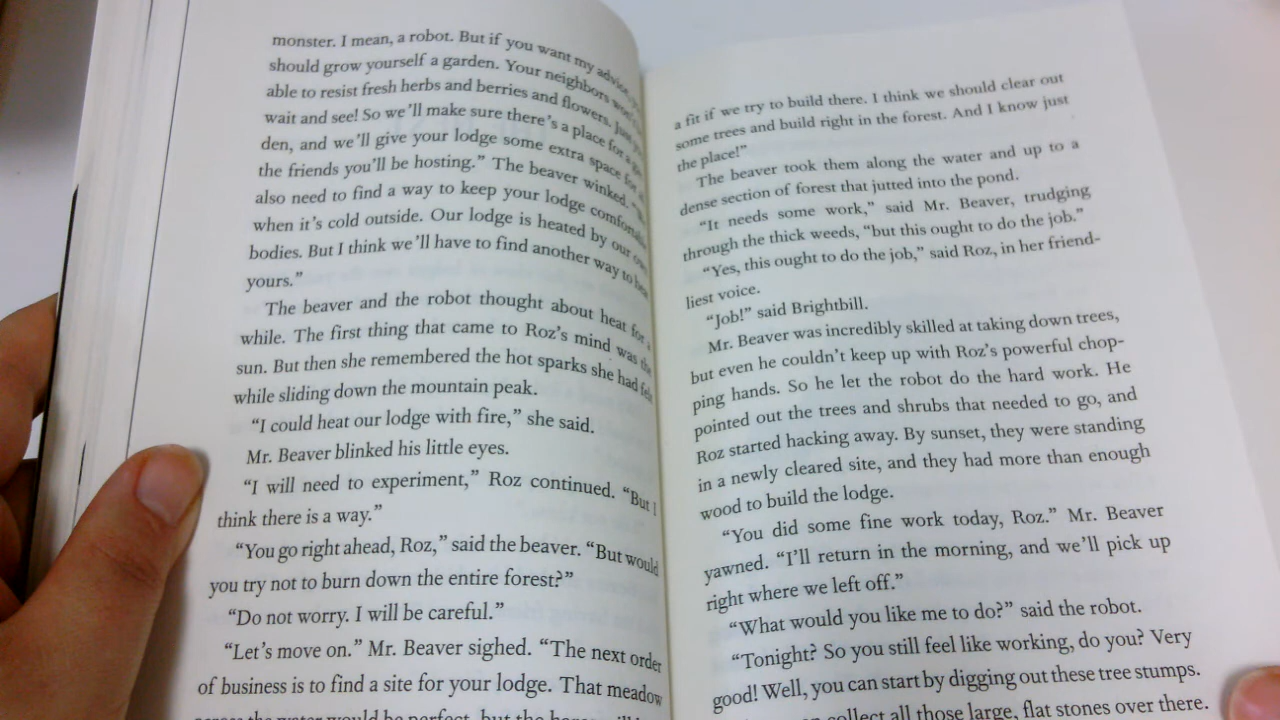 monster. I mean, a robot. But if you want my advice,
should grow yourself a garden. Your neighbors won't
able to resist fresh herbs and berries and flowers. Just
wait and see! So we'll make sure there's a place for a
den, and we'll give your lodge some extra space for
the friends you'll be hosting." The beaver winked.
also need to find a way to keep your lodge
when it's cold outside. Our lodge is heated by our
bodies. But I think we'll have to find another way to
yours."
The beaver and the robot thought about heat for a
while. The first thing that came to Roz's mind was the
sun. But then she remembered the hot sparks she had felt
while sliding down the mountain peak.
"I could heat our lodge with fire," she said.
Mr. Beaver blinked his little eyes.
"I will need to experiment," Roz continued. "But I
think there is a way."
"You go right ahead, Roz," said the beaver. "But would
you try not to burn down the entire forest?"
"Do not worry. I will be careful."
"Let's move on." Mr. Beaver sighed. "The next order
of business is to find a site for your lodge. That meadow
across the water would be perfect, but the
a fit if we try to build there. I think we should clear out
some trees and build right in the forest. And I know just
the place!"
The beaver took them along the water and up to a
dense section of forest that jutted into the pond.
"It needs some work," said Mr. Beaver, trudging
through the thick weeds, "but this ought to do the job."
"Yes, this ought to do the job," said Roz, in her friend-
liest voice.
"Job!" said Brightbill.
Mr. Beaver was incredibly skilled at taking down trees,
but even he couldn't keep up with Roz's powerful chop-
ping hands. So he let the robot do the hard work. He
pointed out the trees and shrubs that needed to go, and
Roz started hacking away. By sunset, they were standing
in a newly cleared site, and they had more than enough
wood to build the lodge.
"You did some fine work today, Roz." Mr. Beaver
yawned. "I'll return in the morning, and we'll pick up
right where we left off."
"What would you like me to do?" said the robot.
"Tonight? So you still feel like working, do you? Very
good! Well, you can start by digging out these tree stumps.
collect all those large, flat stones over there.